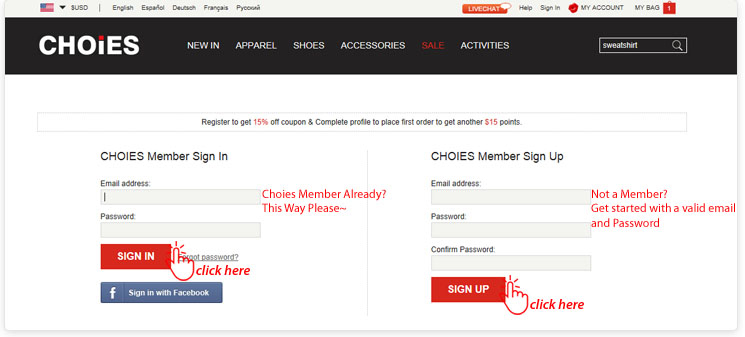 $USD English Español Deutsch Français Русский LIVECHAT Help Sign In MY ACCOUNT MY BAG 1
CHOiES NEW IN APPAREL SHOES ACCESSORIES SALE ACTIVITIES sweatshirt
Register to get 15% off coupon & Complete profile to place first order to get another $15 points.
CHOIES Member Sign In
Email address:
Choies Member Already?
This Way Please~
Password:
SIGN IN Forgot password?
click here
f Sign in with Facebook
CHOIES Member Sign Up
Email address:
Not a Member?
Get started with a valid email
and Password
Password:
Confirm Password:
SIGN UP
click here